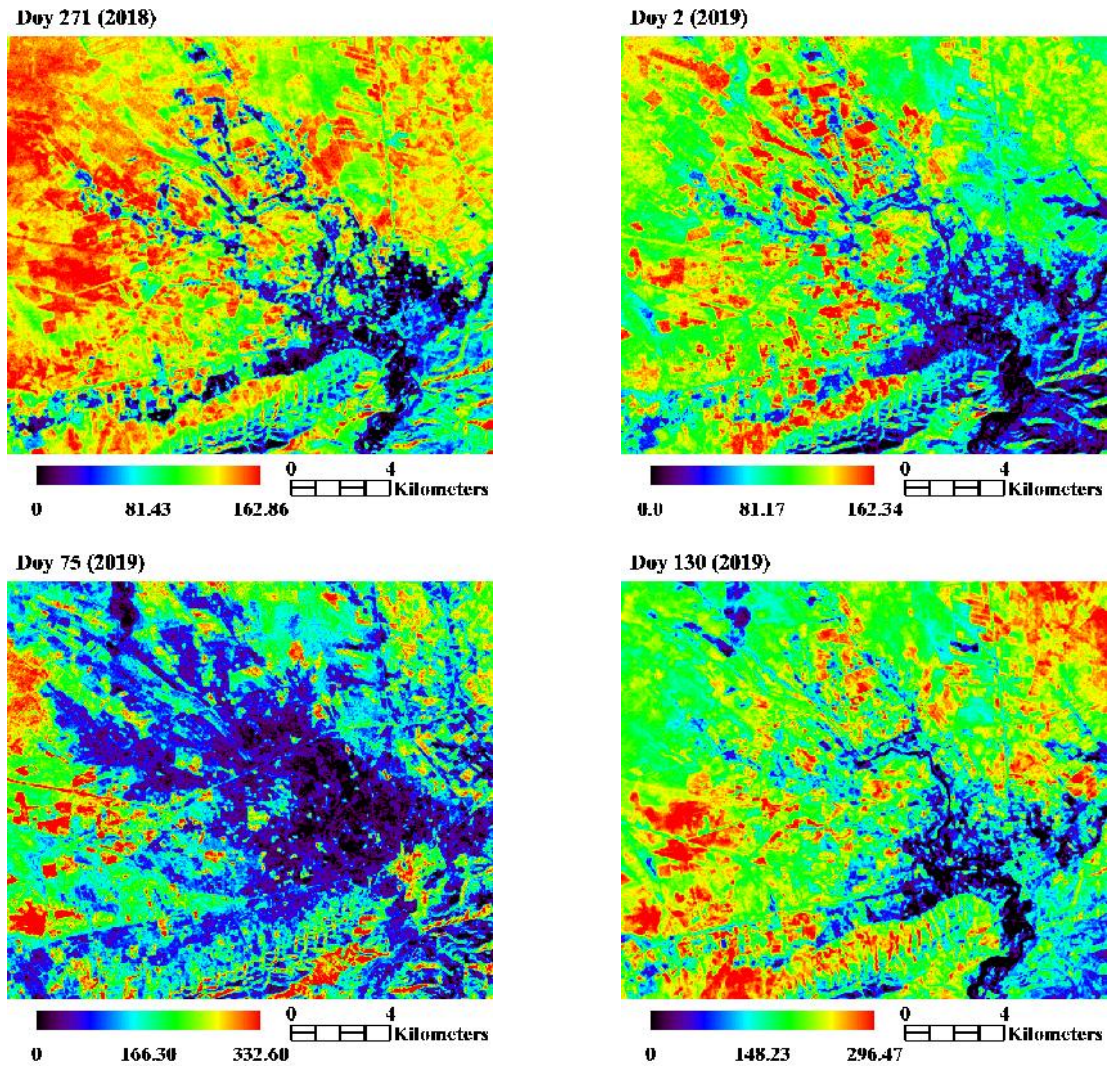 Doy 271 (2018)
Doy 2 (2019)
0 4
Kilometers
0 81.43 162.86
0 4
Kilometers
0.0 81.17 162.34
Doy 75 (2019)
Doy 130 (2019)
0 4
Kilometers
0 166.30 332.60
0 4
Kilometers
0 148.23 296.47